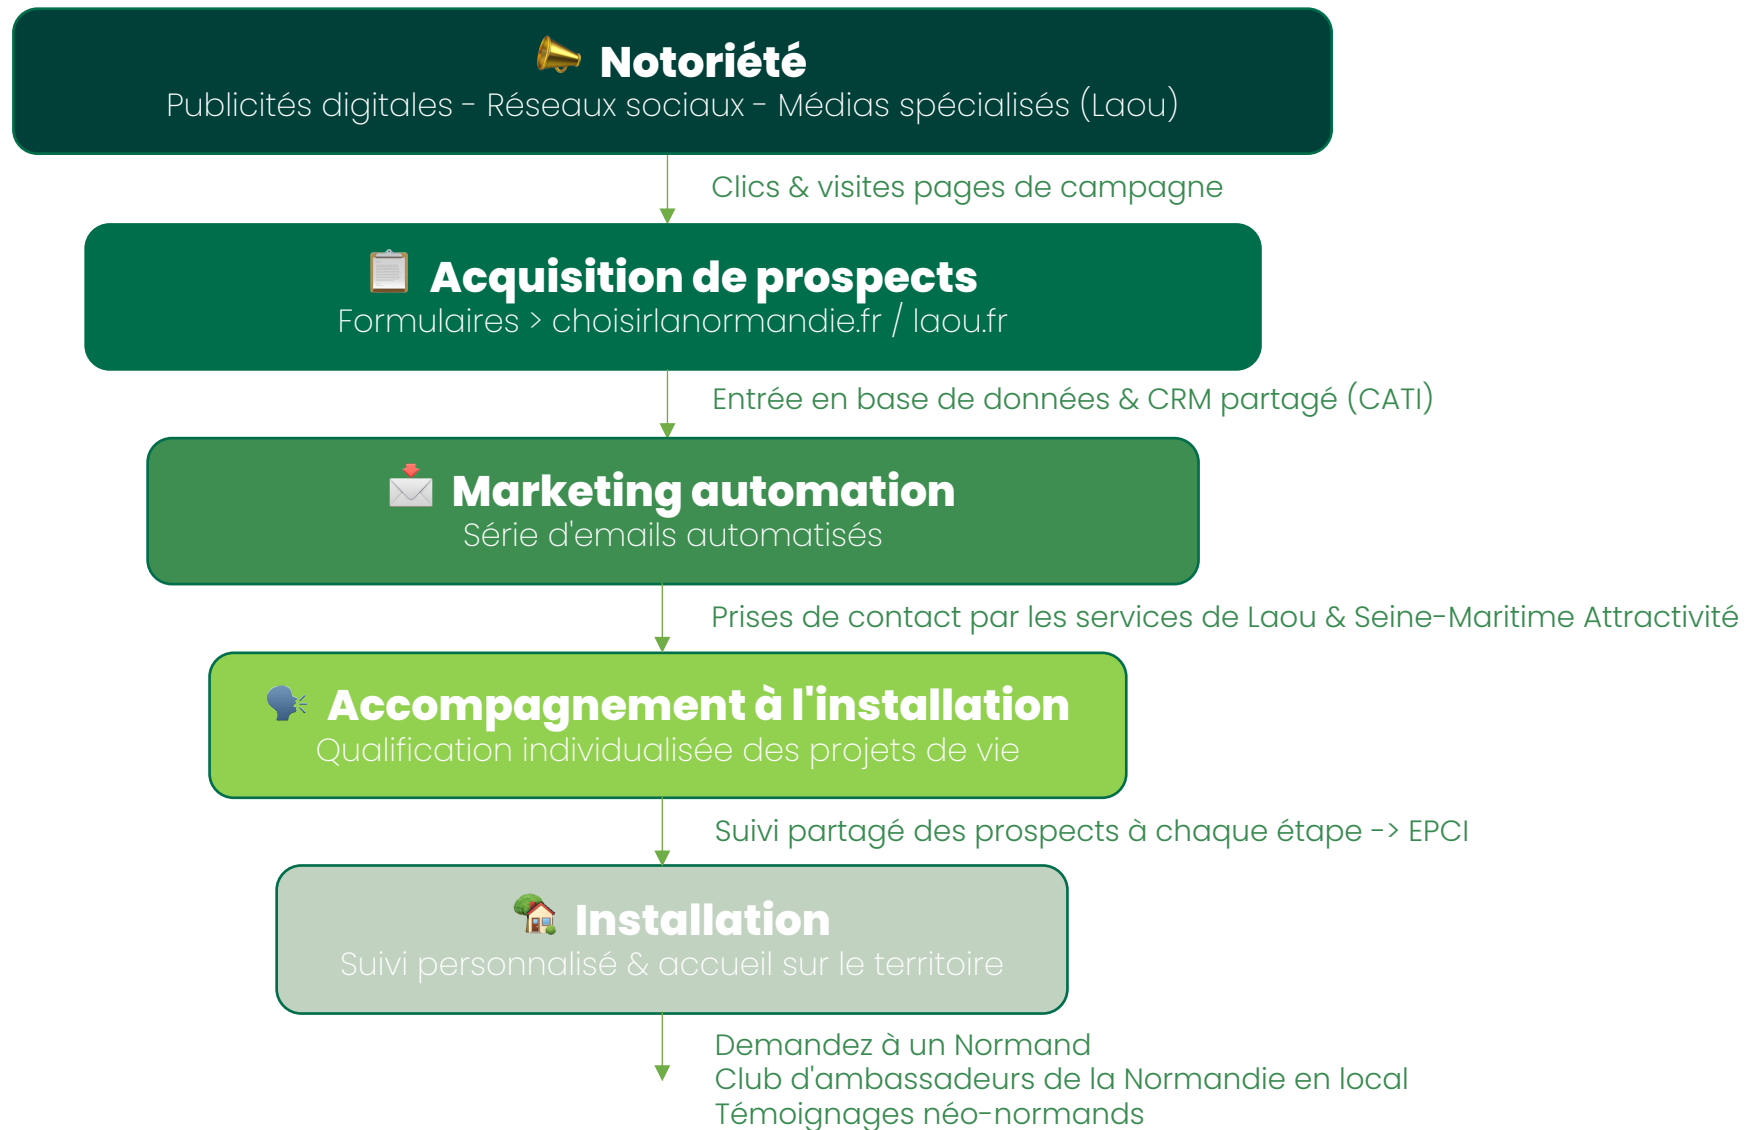 Notoriété
Publicités digitales - Réseaux sociaux - Médias spécialisés (Laou)
Clics & visites pages de campagne
Acquisition de prospects
Formulaires > choisirlanormandie.fr / laou.fr
Entrée en base de données & CRM partagé (CATI)
Marketing automation
Série d'emails automatisés
Prises de contact par les services de Laou & Seine-Maritime Attractivité
Accompagnement à l'installation
Qualification individualisée des projets de vie
Suivi partagé des prospects à chaque étape -> EPCI
Installation
Suivi personnalisé & accueil sur le territoire
Demandez à un Normand
Club d'ambassadeurs de la Normandie en local
Témoignages néo-normands